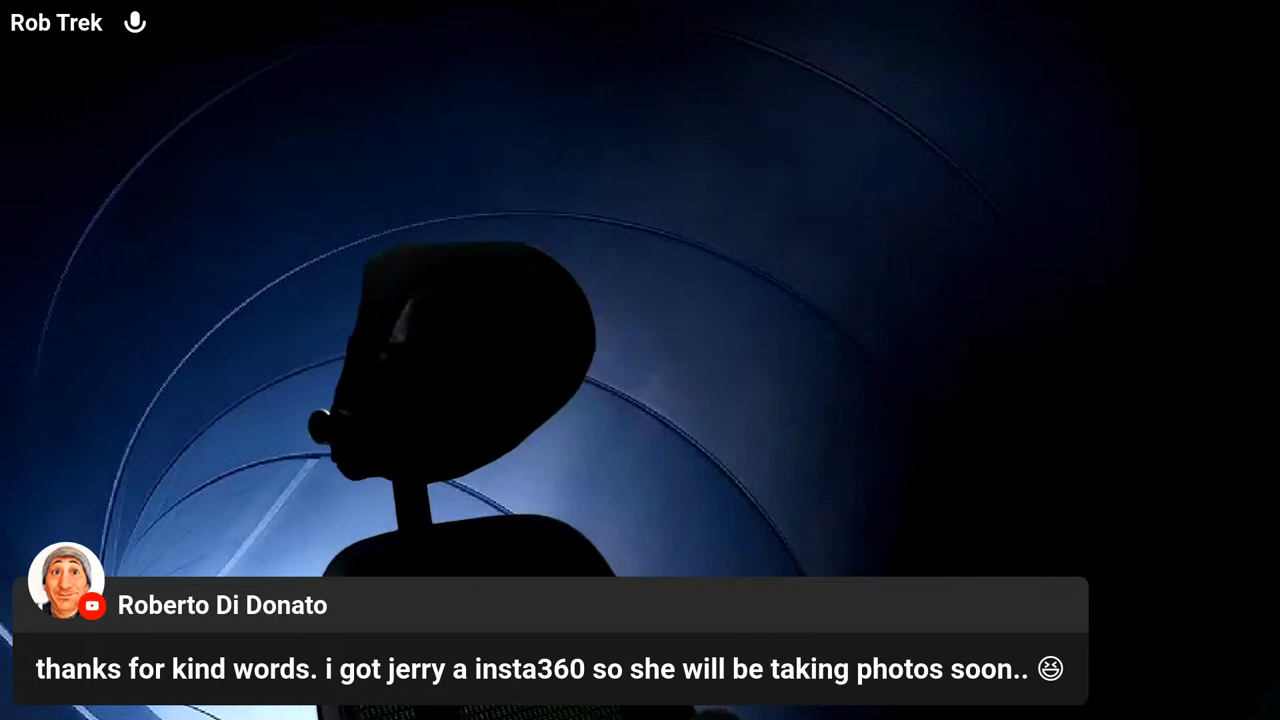 Rob Trek
Roberto Di Donato
thanks for kind words. i got jerry a insta360 so she will be taking photos soon.. 😆